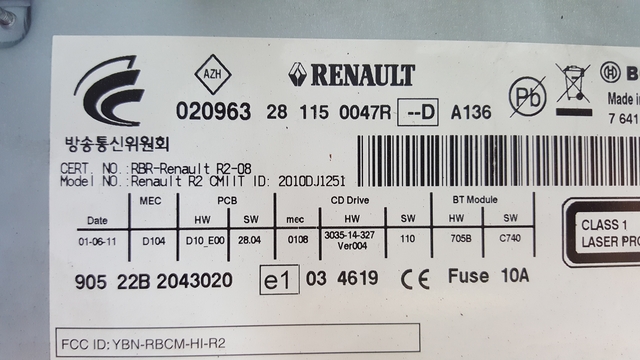 AZH RENAULT B
020963 28 115 0047R --D A136 Pb Made in
7 641
방송통신위원회
CERT. NO.:RBR-Renault R2-08
Model NO.:Renault R2 CMIIT ID: 2010DJ1251
MEC PCB CD Drive BT Module
Date HW SW mec HW SW HW SW
01-06-11 D104 D10_E00 28.04 0108 3035-14-327 110 705B C740
Ver004
CLASS 1
LASER PRO
905 22B 2043020 e1 03 4619 CE Fuse 10A
FCC ID: YBN-RBCM-HI-R2